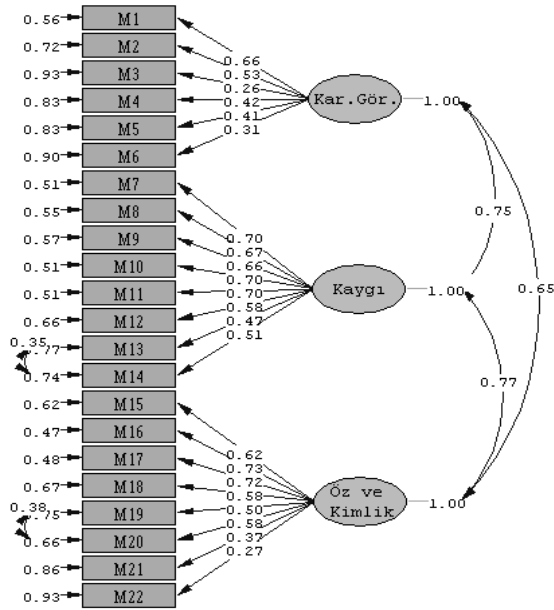 0.56 M1
0.72 M2
0.93 M3
0.83 M4
0.83 M5
0.90 M6
0.51 M7
0.55 M8
0.57 M9
0.51 M10
0.51 M11
0.66 M12
0.77 M13
0.74 M14
0.62 M15
0.47 M16
0.48 M17
0.67 M18
0.75 M19
0.66 M20
0.86 M21
0.93 M22
0.35
0.38
0.66
0.53
0.26
0.42
0.41
0.31
Kar.Gör. 1.00
0.70
0.67
0.66
0.70
0.70
0.58
0.47
0.51
Kaygı 1.00
0.62
0.73
0.72
0.58
0.50
0.58
0.37
0.27
Öz ve
Kimlik 1.00
0.75
0.65
0.77